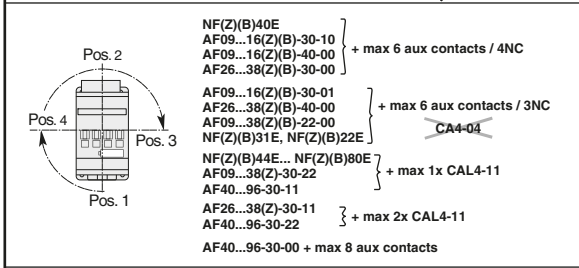 Pos. 2
Pos. 4
Pos. 3
Pos. 1
NF(Z)(B)40E
AF09...16(Z)(B)-30-10
AF09...16(Z)(B)-40-00
AF26...38(Z)(B)-30-00
+ max 6 aux contacts / 4NC
AF09...16(Z)(B)-30-01
AF26...38(Z)(B)-40-00
AF09...38(Z)(B)-22-00
NF(Z)(B)31E, NF(Z)(B)22E
+ max 6 aux contacts / 3NC
CA4-04
NF(Z)(B)44E... NF(Z)(B)80E
AF09...38(Z)-30-22
AF40...96-30-11
+ max 1x CAL4-11
AF26...38(Z)-30-11
AF40...96-30-22
+ max 2x CAL4-11
AF40...96-30-00 + max 8 aux contacts